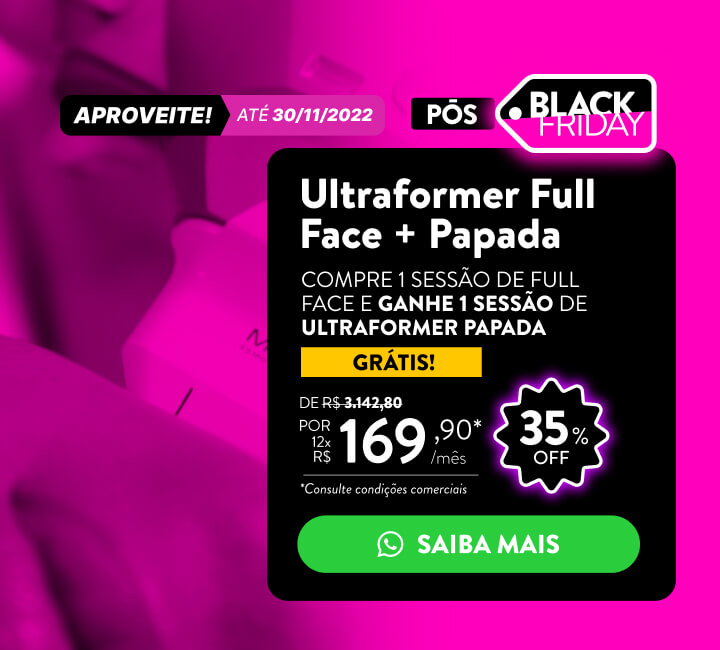 APROVEITE! ATÉ 30/11/2022
PÓS BLACK
FRIDAY
Ultraformer Full
Face + Papada
COMPRE 1 SESSÃO DE FULL
FACE E GANHE 1 SESSÃO DE
ULTRAFORMER PAPADA
GRÁTIS!
DE R$ 3.142,80
POR
12x
R$ 169,90*
/mês
35%
OFF
*Consulte condições comerciais
SAIBA MAIS